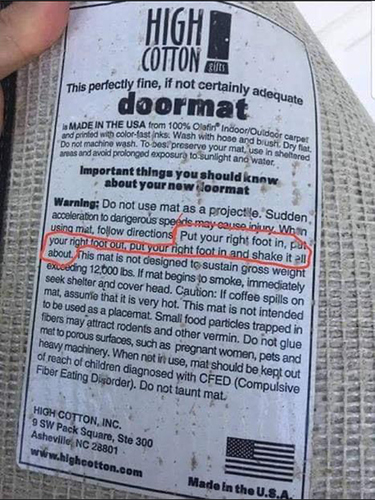 HIGH
COTTON
gifts
This perfectly fine, if not certainly adequate
doormat
is MADE IN THE USA from 100% Olefin® Indoor/Outdoor carpet
and printed with color-fast inks. Wash with hose and brush. Dry flat.
Do not machine wash. To best preserve your mat, use in sheltered
areas and avoid prolonged exposure to sunlight and water.
Important things you should know
about your new doormat
Warning: Do not use mat as a projectile. Sudden
acceleration to dangerous speeds may cause injury. When
using mat, follow directions: Put your right foot in, put
your right foot out, put your right foot in and shake it all
about. This mat is not designed to sustain gross weight
exceeding 12,000 lbs. If mat begins to smoke, immediately
seek shelter and cover head. Caution: If coffee spills on
mat, assume that it is very hot. This mat is not intended
to be used as a placemat. Small food particles trapped in
fibers may attract rodents and other vermin. Do not glue
mat to porous surfaces, such as pregnant women, pets and
heavy machinery. When not in use, mat should be kept out
of reach of children diagnosed with CFED (Compulsive
Fiber Eating Disorder). Do not taunt mat.
HIGH COTTON, INC.
9 SW Pack Square, Ste 300
Asheville, NC 28801
www.highcotton.com
Made in the U.S.A.